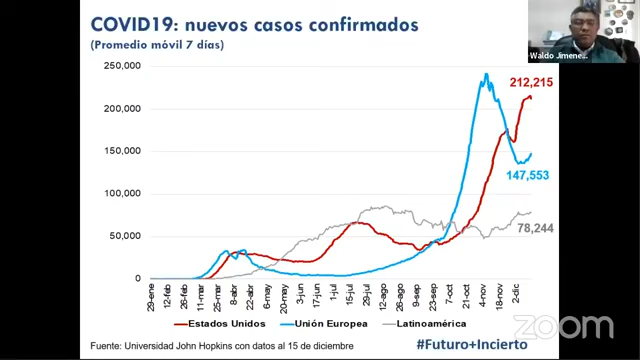 COVID19: nuevos casos confirmados
(Promedio móvil 7 días)
Waldo Jimene...
250,000
200,000
150,000
100,000
50,000
0
212,215
147,553
78,244
29-ene
12-feb
26-feb
11-mar
25-mar
8-abr
22-abr
6-may
20-may
3-jun
17-jun
1-jul
15-jul
29-jul
12-ago
26-ago
9-sep
23-sep
7-oct
21-oct
4-nov
18-nov
2-dic
Estados Unidos
Unión Europea
Latinoamérica
Fuente: Universidad John Hopkins con datos al 15 de diciembre
#Futuro+Incierto
zoom